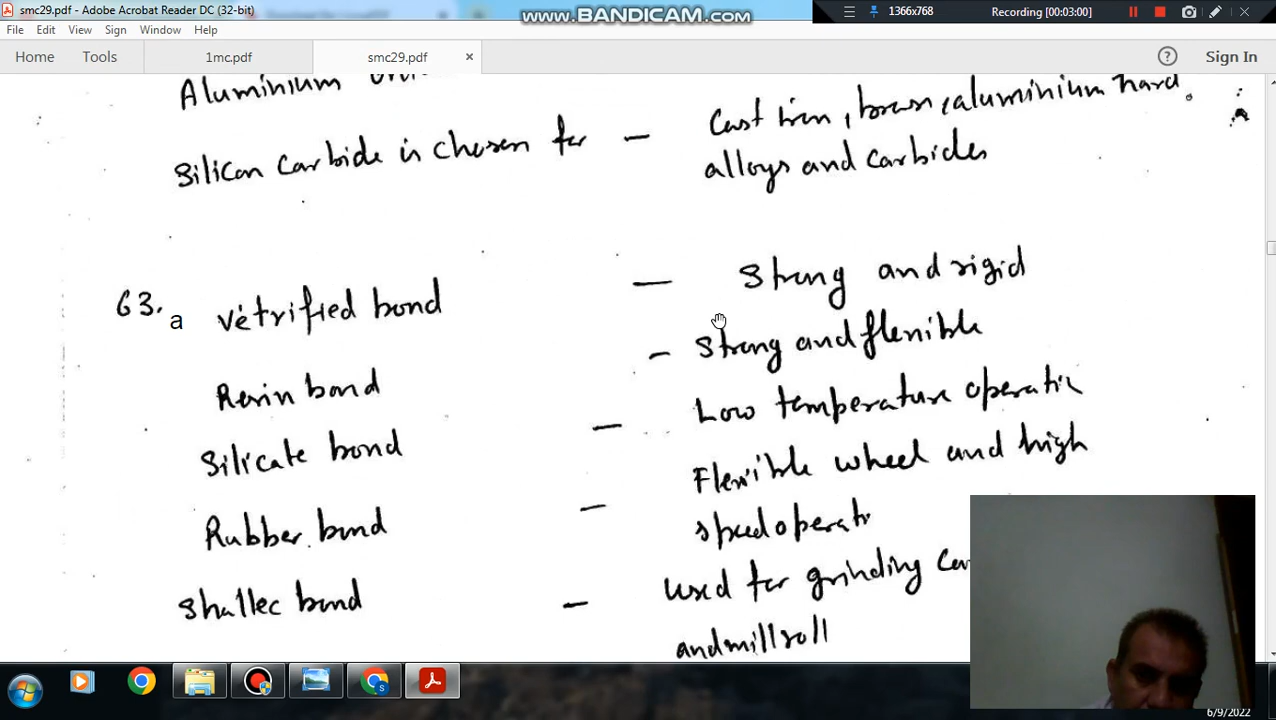 smc29.pdf - Adobe Acrobat Reader DC (32-bit)
www.BANDICAM.com
1366x768
Recording [00:03:00]
File Edit View Sign Window Help
Home Tools 1mc.pdf smc29.pdf × Sign In
Aluminium
Silicon Carbide is chosen for — Cast iron, brass, aluminium hard
alloys and carbides
63. a Vetrified bond — Strong and rigid
Resin bond — Strong and flexible
Silicate bond — Low temperature operatic
Rubber bond — Flexible wheel and high
speed operati
Shallec bond — Used for grinding Cam
and mill roll
6/9/2022